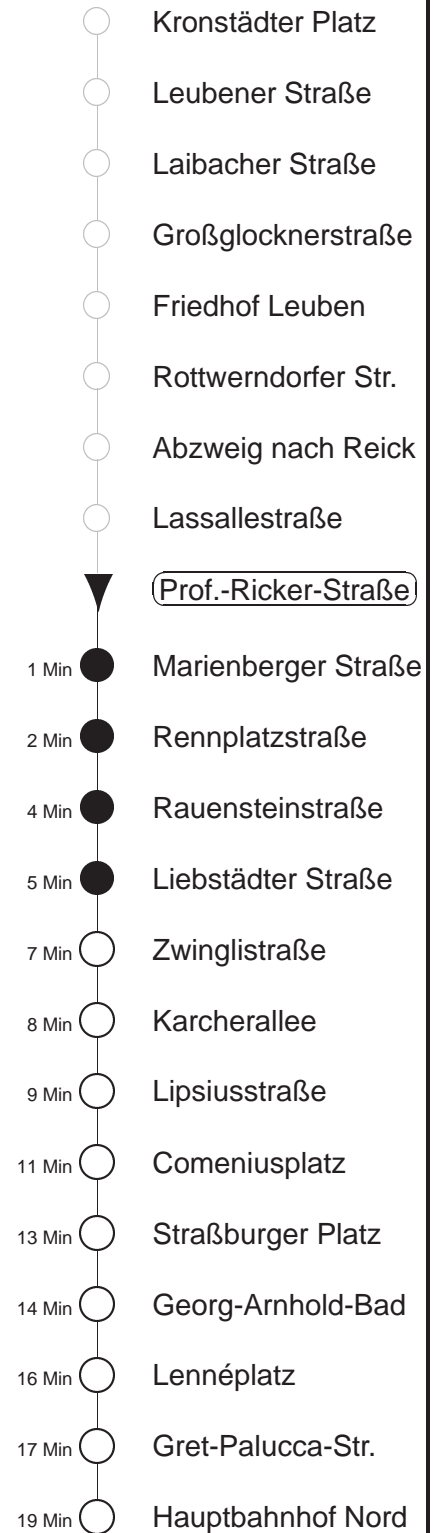 Kronstädter Platz
Leubener Straße
Laibacher Straße
Großglocknerstraße
Friedhof Leuben
Rottwerndorfer Str.
Abzweig nach Reick
Lassallestraße
Prof.-Ricker-Straße
1 Min Marienberger Straße
2 Min Rennplatzstraße
4 Min Rauensteinstraße
5 Min Liebstädter Straße
7 Min Zwinglistraße
8 Min Karcherallee
9 Min Lipsiusstraße
11 Min Comeniusplatz
13 Min Straßburger Platz
14 Min Georg-Arnhold-Bad
16 Min Lennéplatz
17 Min Gret-Palucca-Str.
19 Min Hauptbahnhof Nord